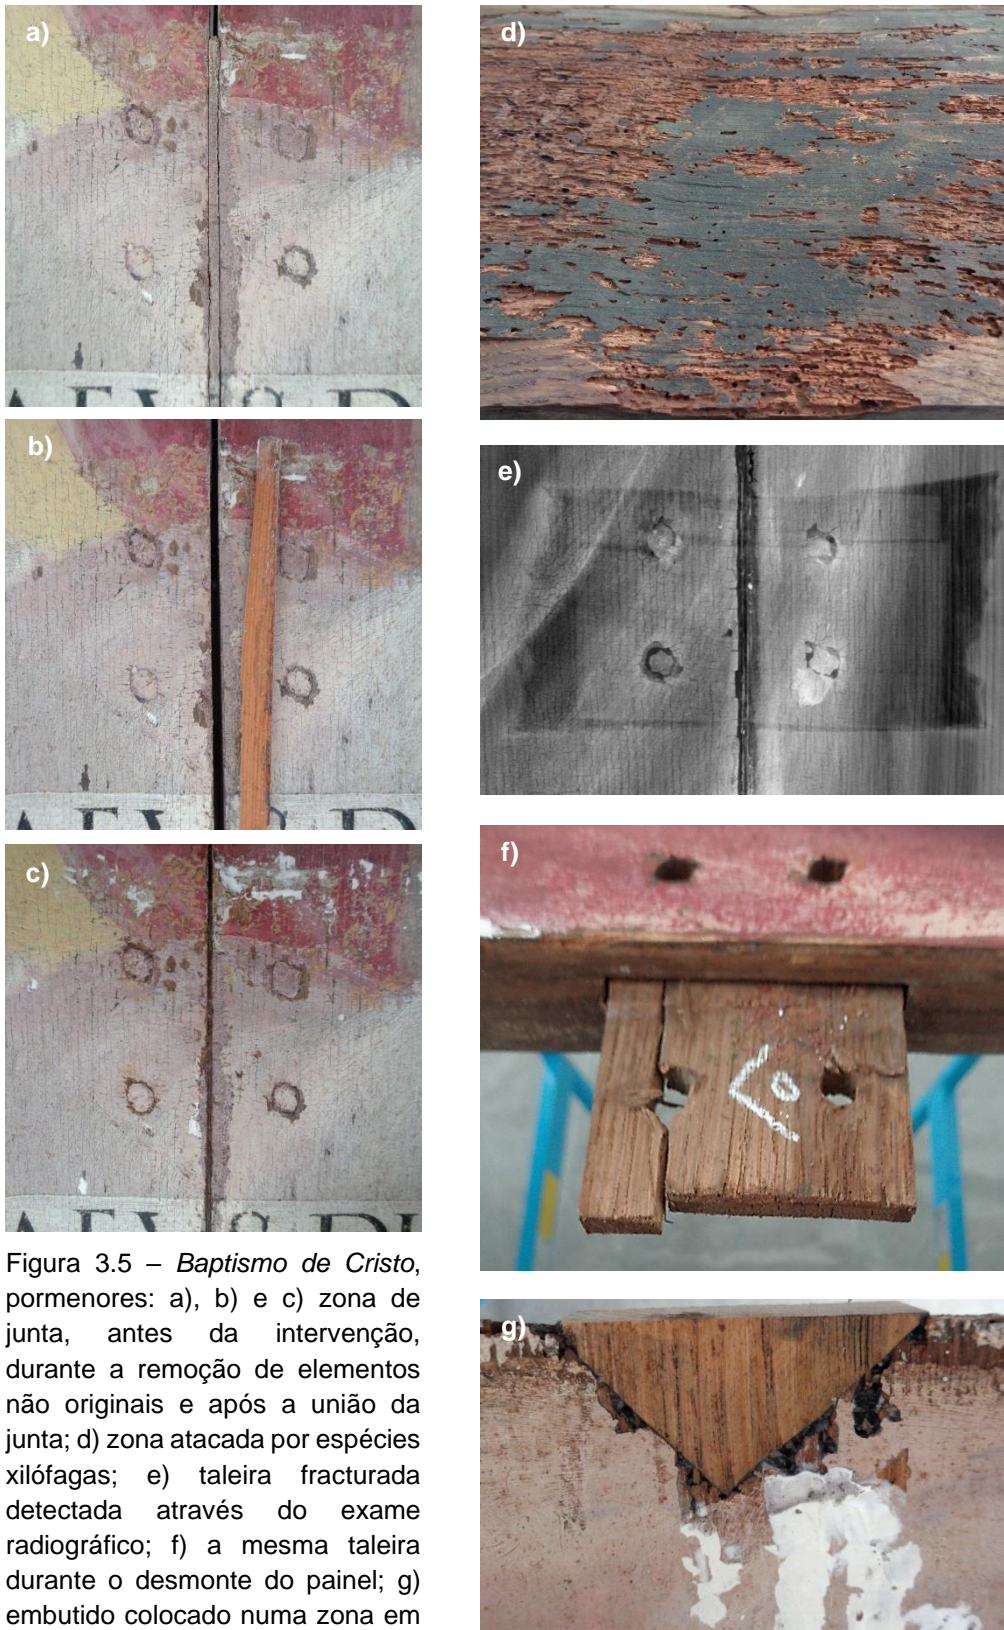 a)
b)
c)
Figura 3.5 – Baptismo de Cristo,
pormenores: a), b) e c) zona de
junta, antes da intervenção,
durante a remoção de elementos
não originais e após a união da
junta; d) zona atacada por espécies
xilófagas; e) taleira fracturada
detectada através do exame
radiográfico; f) a mesma taleira
durante o desmonte do painel; g)
embutido colocado numa zona em
d)
e)
f)
g)